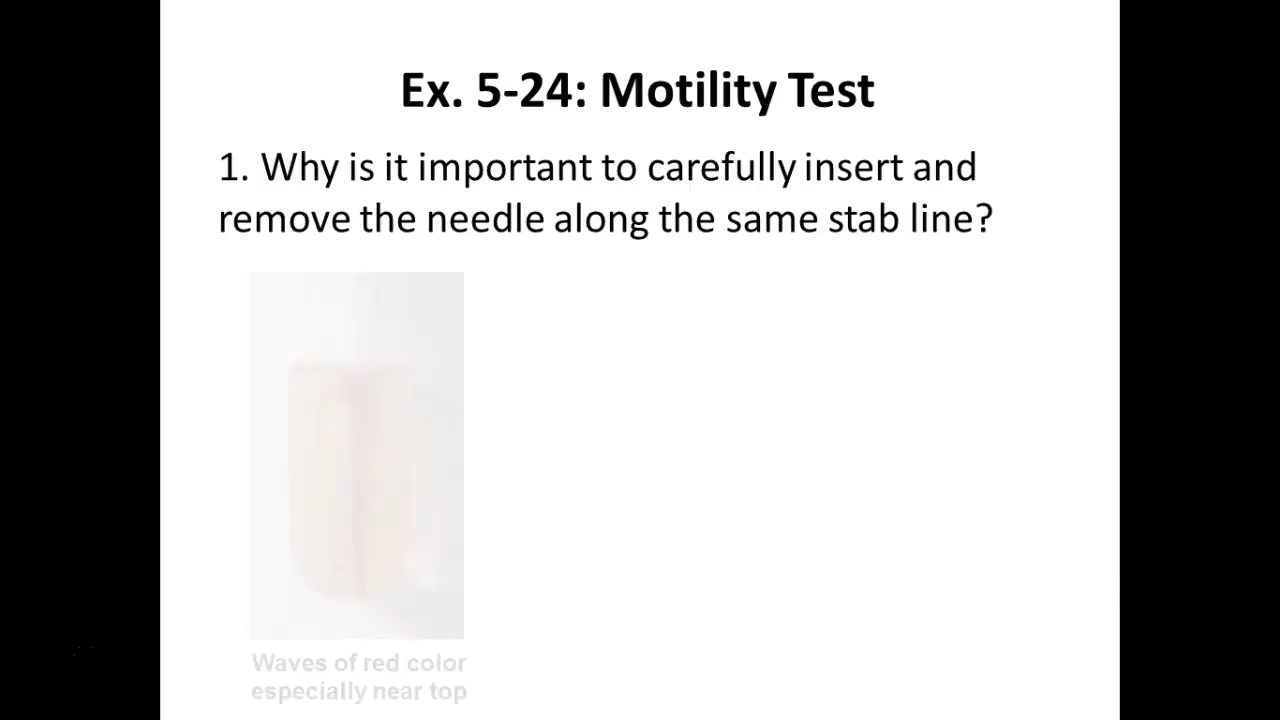 Ex. 5-24: Motility Test
1. Why is it important to carefully insert and
remove the needle along the same stab line?
Waves of red color
especially near top